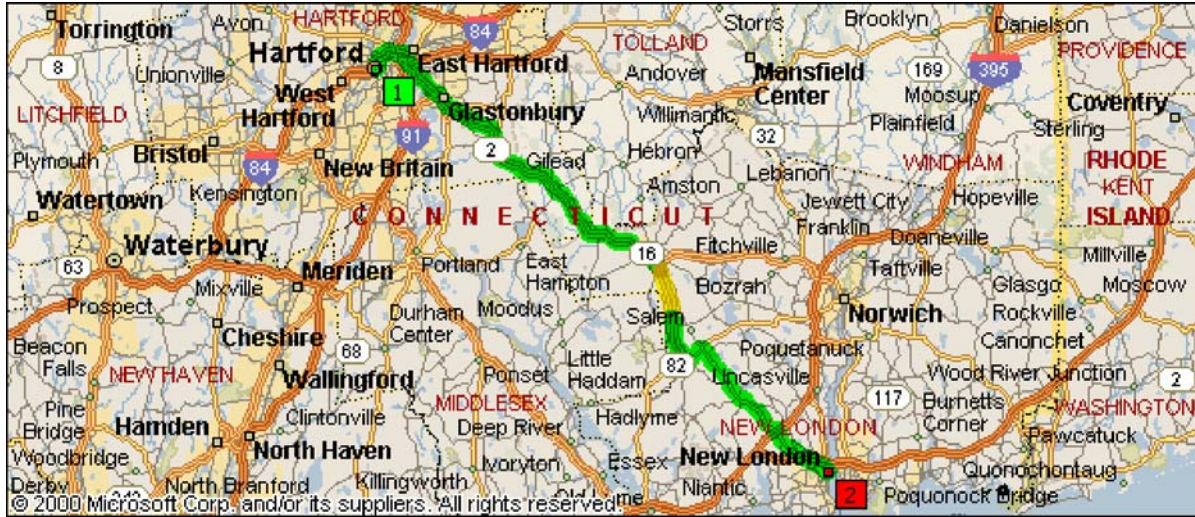 Torrington
Avon
HARTFORD
84
Storrs
Brooklyn
Danielson
Hartford
TOLLAND
PROVIDENCE
8
Unionville
East Hartford
Andover
Mansfield
Center
169
395
Moosup
West
Hartford
1
Glastonbury
Willimantic
Coventry
LITCHFIELD
Plainfield
Sterling
Bristol
91
2
32
Plymouth
84
New Britain
Gilead
Hebron
WINDHAM
RHODE
ISLAND
KENT
Kensington
Lebanon
Amston
Jewett City
Hopeville
Watertown
CONNECTICUT
Franklin
Waterbury
16
Fitchville
Doaneville
Millville
63
Meriden
Portland
East
Hampton
Taftville
Mixville
Bozrah
Glasgo
Moscow
Prospect
Durham
Center
Moodus
Salem
Norwich
Rockville
Cheshire
Beacon
Falls
68
Little
Haddam
82
Poquetanuck
Canonchet
NEW HAVEN
Wallingford
Ponset
Lincasville
Wood River Junction
2
Pine
Bridge
Clintonville
MIDDLESEX
Hadlyme
117
Burnetts
Corner
WASHINGTON
Hamden
Deep River
NEW LONDON
Pawcatuck
Woodbridge
North Haven
Ivoryton
Essex
New London
Quonochontaug
Derby
North Branford
Killingworth
Old Lyme
Niantic
2
Poquonock Bridge
© 2000 Microsoft Corp. and/or its suppliers. All rights reserved.